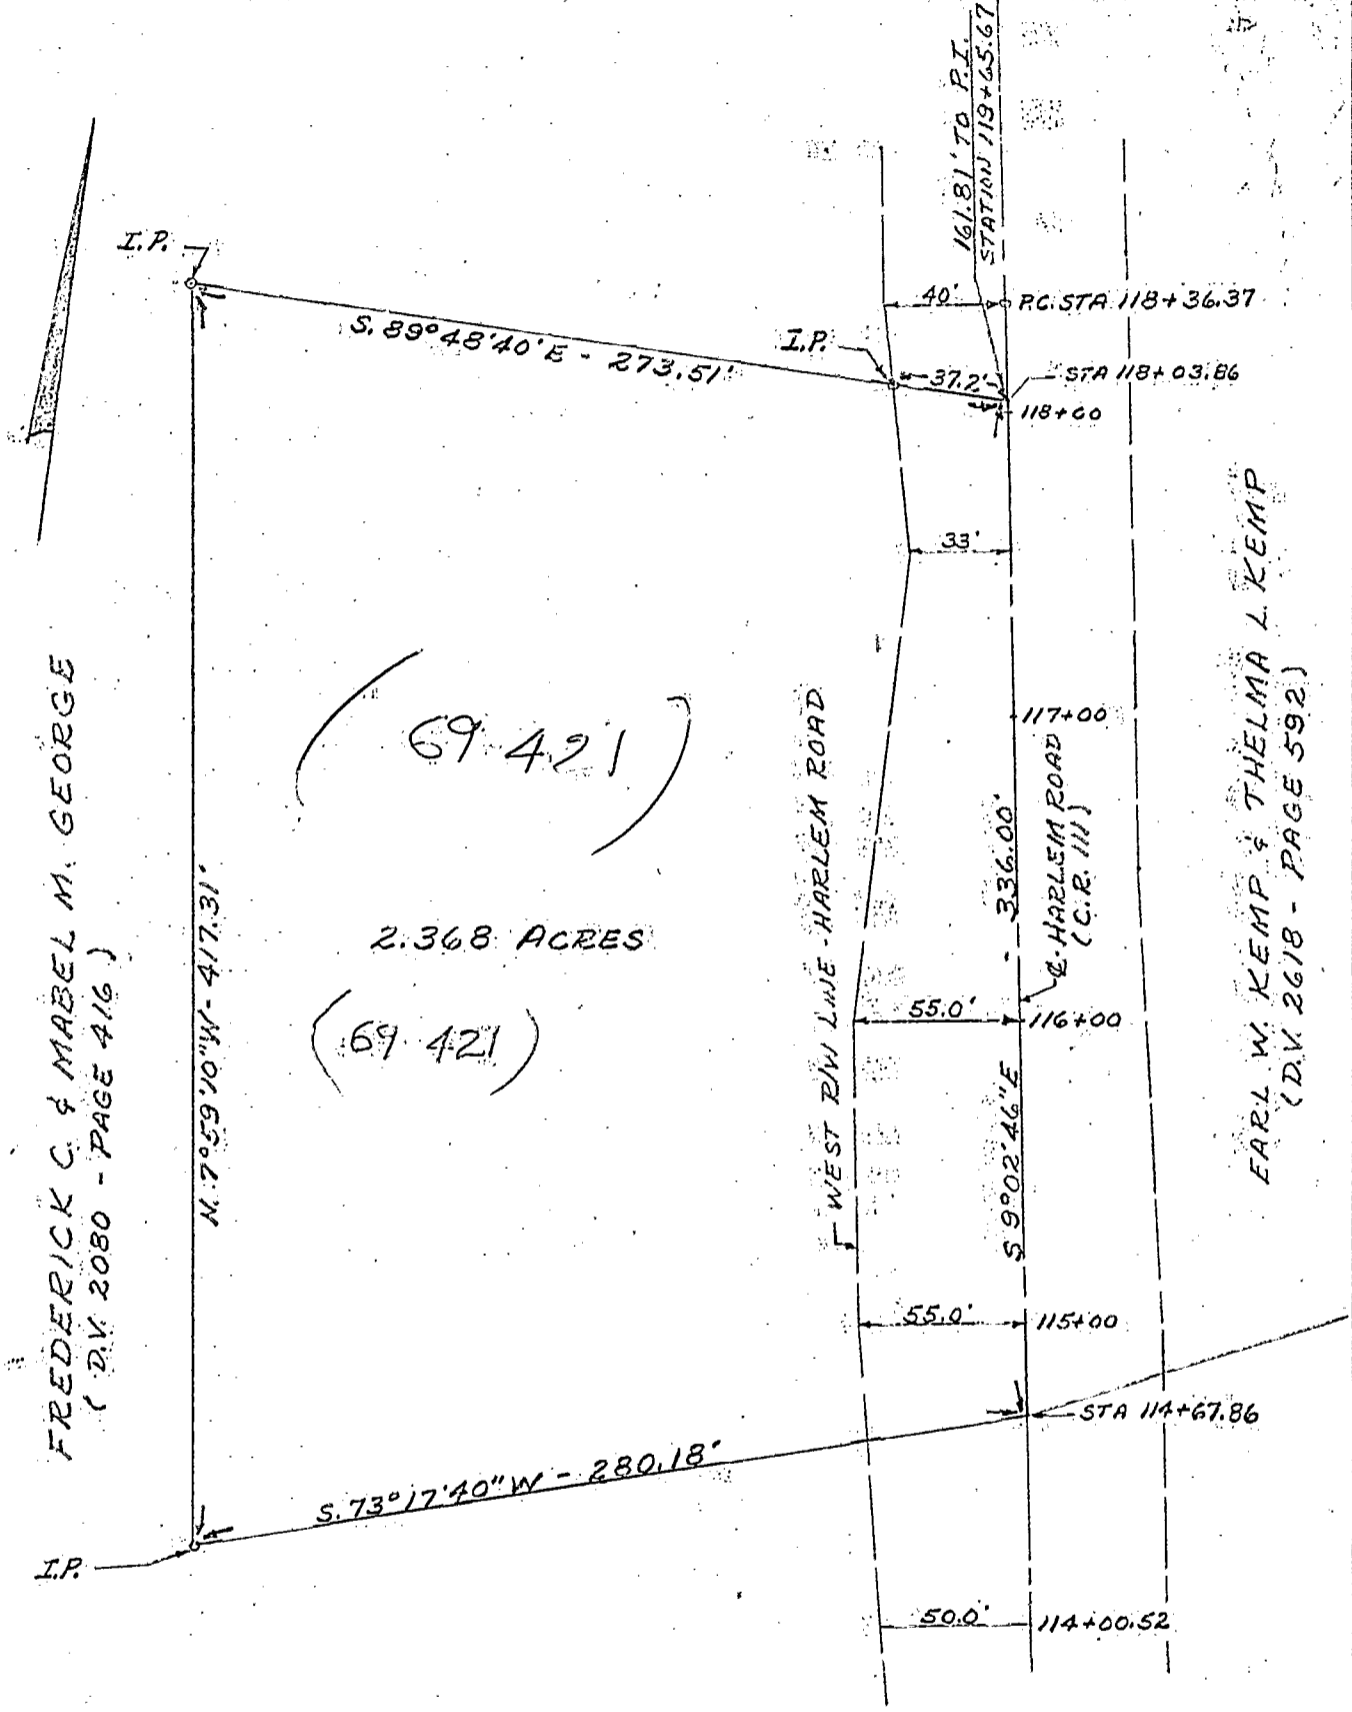 161.81' TO P.I.
STATION 119+65.67
I.P.
S. 89°48'40' E - 273.51'
I.P.
40'
P.C. STA 118+36.37
37.2'
STA 118+03.86
118+00
33'
FREDERICK C. & MABEL M. GEORGE
(D.V. 2080 - PAGE 416)
N. 7°59'10" W - 417.31'
(69 421)
2.368 ACRES
(69 421)
WEST R/W LINE - HARLEM ROAD
117+00
S 9°02'46" E - 336.00'
℄ - HARLEM ROAD
(C.R. 111)
55.0'
116+00
EARL W. KEMP & THELMA L. KEMP
(D.V. 2618 - PAGE 592)
55.0'
115+00
STA 114+67.86
S. 73°17'40" W - 280.18'
I.P.
50.0'
114+00.52